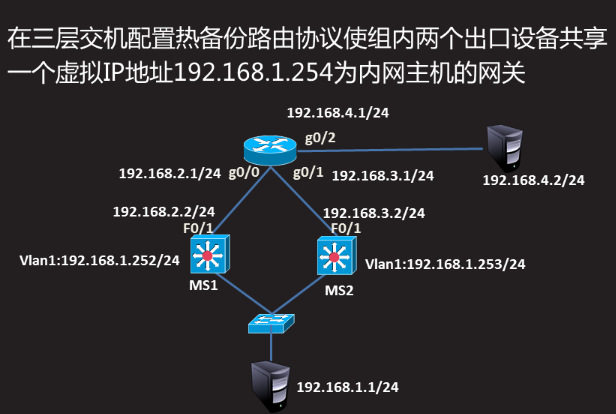 在三层交机配置热备份路由协议使组内两个出口设备共享
一个虚拟IP地址192.168.1.254为内网主机的网关
192.168.4.1/24
g0/2
192.168.2.1/24 g0/0 g0/1 192.168.3.1/24
192.168.4.2/24
192.168.2.2/24 192.168.3.2/24
F0/1 F0/1
Vlan1:192.168.1.252/24 Vlan1:192.168.1.253/24
MS1 MS2
192.168.1.1/24